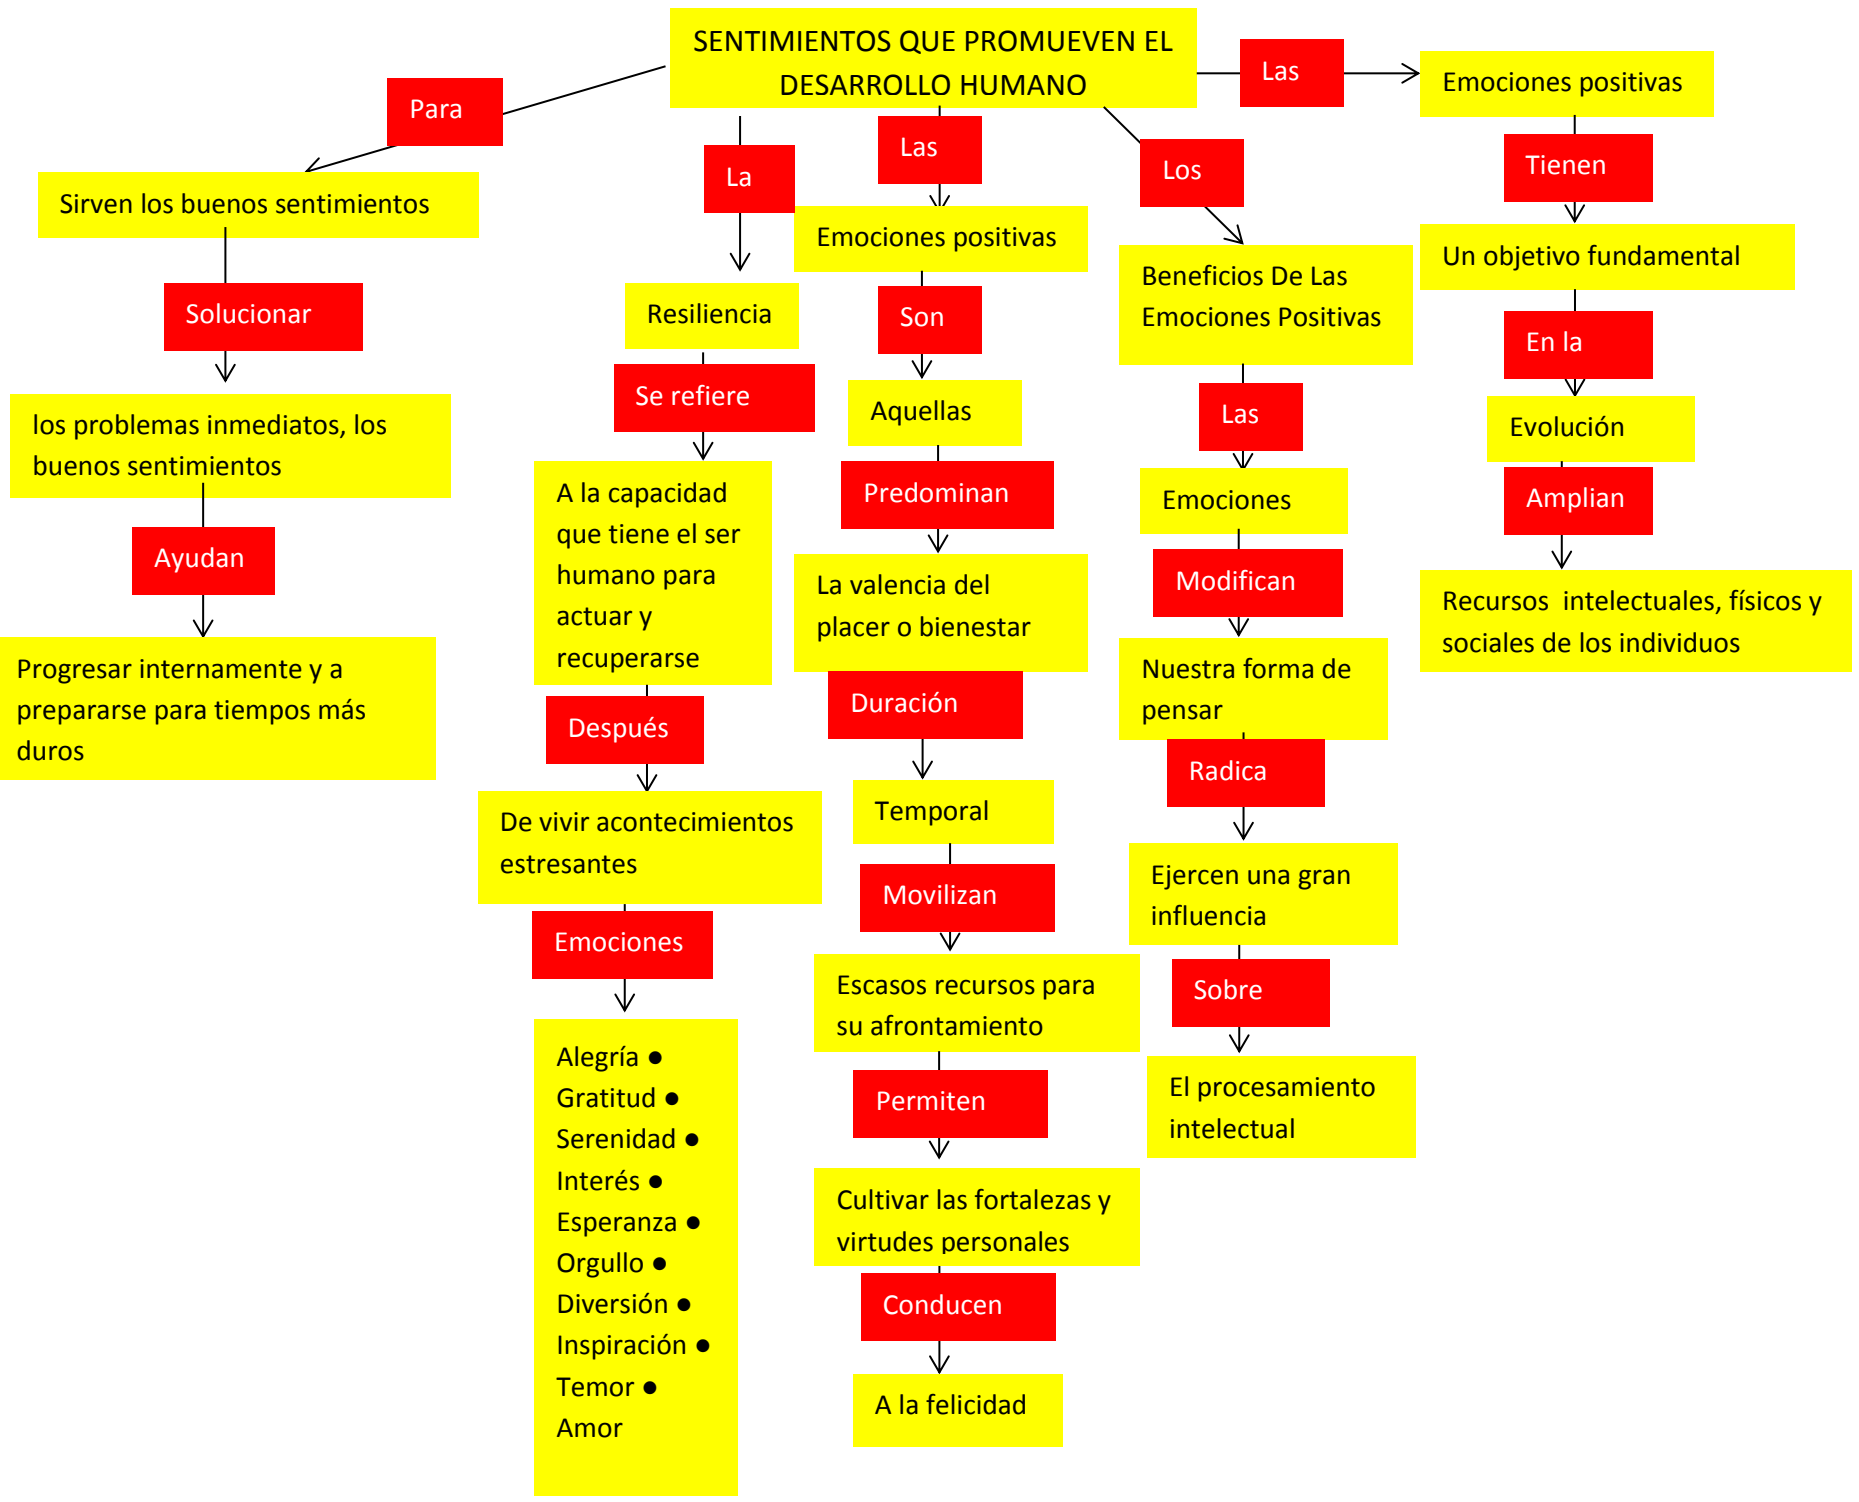 SENTIMIENTOS QUE PROMUEVEN EL
DESARROLLO HUMANO
Para
Sirven los buenos sentimientos
Solucionar
los problemas inmediatos, los
buenos sentimientos
Ayudan
Progresar internamente y a
prepararse para tiempos más
duros
La
Resiliencia
Se refiere
A la capacidad
que tiene el ser
humano para
actuar y
recuperarse
Después
De vivir acontecimientos
estresantes
Emociones
Alegría ●
Gratitud ●
Serenidad ●
Interés ●
Esperanza ●
Orgullo ●
Diversión ●
Inspiración ●
Temor ●
Amor
Las
Emociones positivas
Son
Aquellas
Predominan
La valencia del
placer o bienestar
Duración
Temporal
Movilizan
Escasos recursos para
su afrontamiento
Permiten
Cultivar las fortalezas y
virtudes personales
Conducen
A la felicidad
Los
Beneficios De Las
Emociones Positivas
Las
Emociones
Modifican
Nuestra forma de
pensar
Radica
Ejercen una gran
influencia
Sobre
El procesamiento
intelectual
Las
Emociones positivas
Tienen
Un objetivo fundamental
En la
Evolución
Amplian
Recursos  intelectuales, físicos y
sociales de los individuos